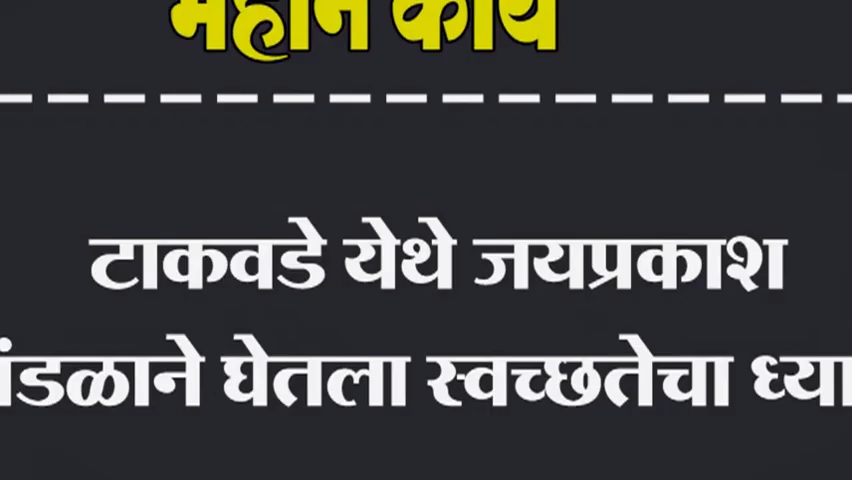 महान कार्य
टाकवडे येथे जयप्रकाश
घेतला स्वच्छतेचा